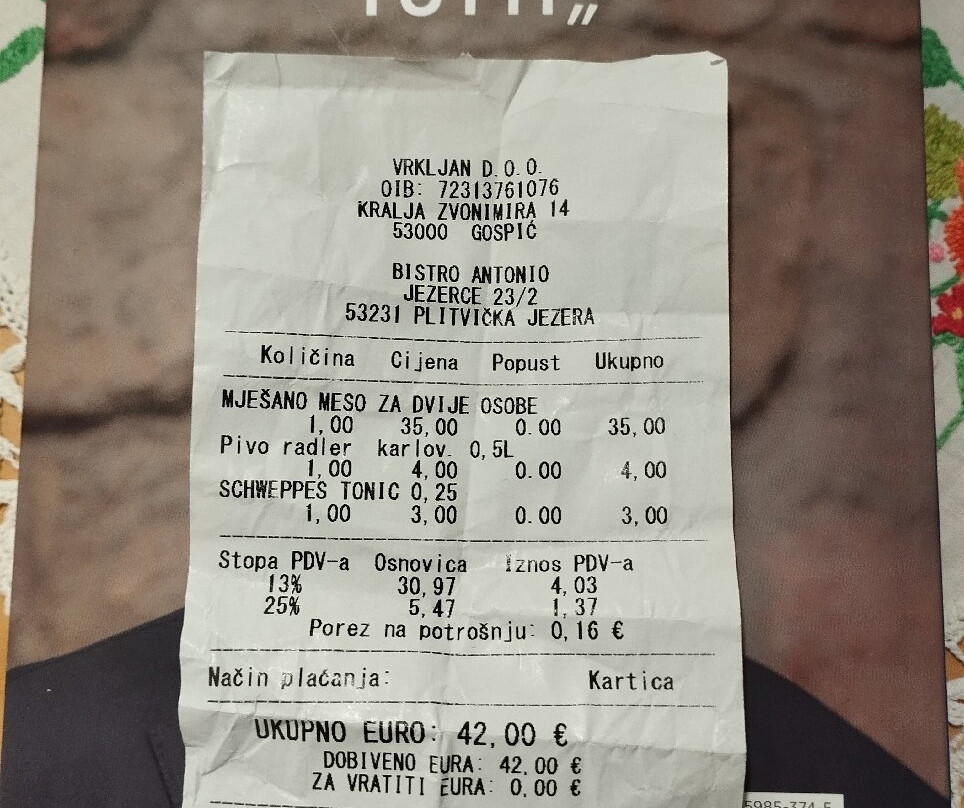 VRKLJAN D.O.O.
OIB: 72313761076
KRALJA ZVONIMIRA 14
53000 GOSPIĆ
BISTRO ANTONIO
JEZERCE 23/2
53231 PLITVIČKA JEZERA
Količina Cijena Popust Ukupno
MJEŠANO MESO ZA DVIJE OSOBE
1,00 35,00 0.00 35,00
Pivo radler karlov. 0,5L
1,00 4,00 0.00 4,00
SCHWEPPES TONIC 0,25
1,00 3,00 0.00 3,00
Stopa PDV-a Osnovica Iznos PDV-a
13% 30,97 4,03
25% 5,47 1,37
Porez na potrošnju: 0,16 €
Način plaćanja: Kartica
UKUPNO EURO: 42,00 €
DOBIVENO EURA: 42,00 €
ZA VRATITI EURA: 0,00 €